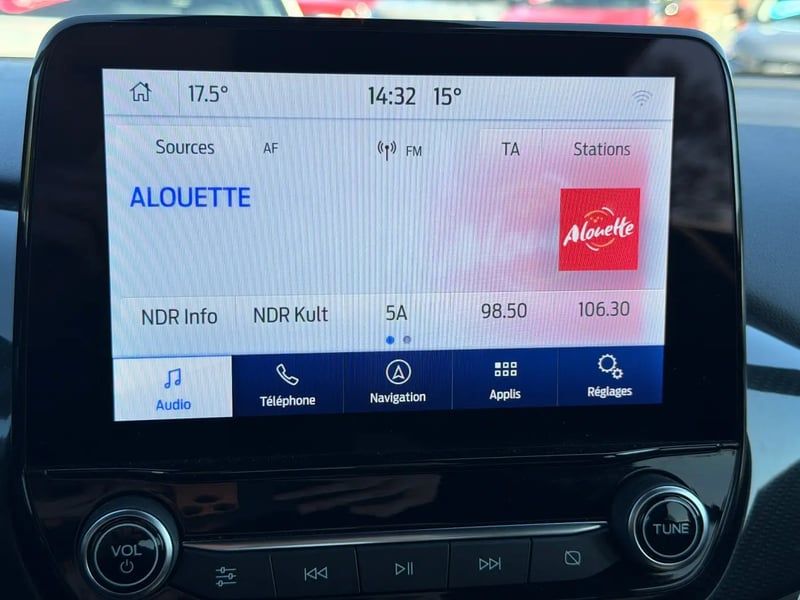 17.5° 14:32 15°
Sources AF FM TA Stations
ALOUETTE
Alouette
NDR Info NDR Kult 5A 98.50 106.30
Audio Téléphone Navigation Applis Réglages
VOL TUNE